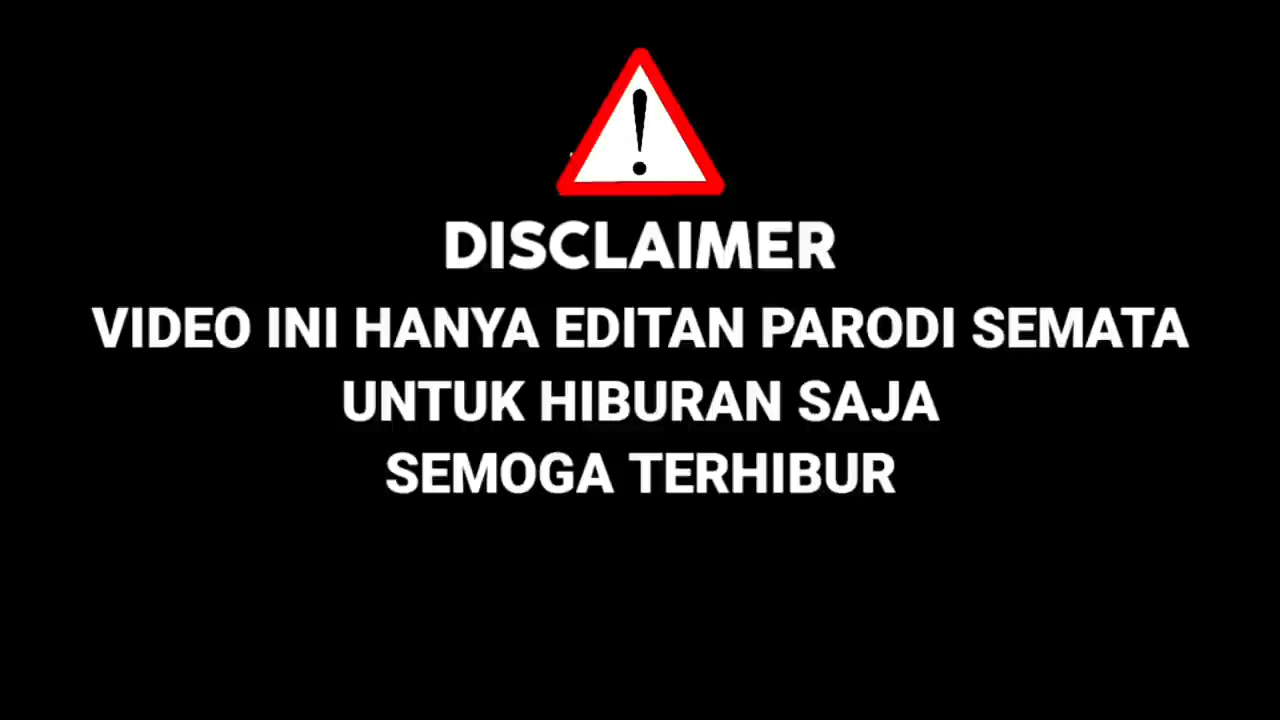 DISCLAIMER
VIDEO INI HANYA EDITAN PARODI SEMATA
UNTUK HIBURAN SAJA
SEMOGA TERHIBUR